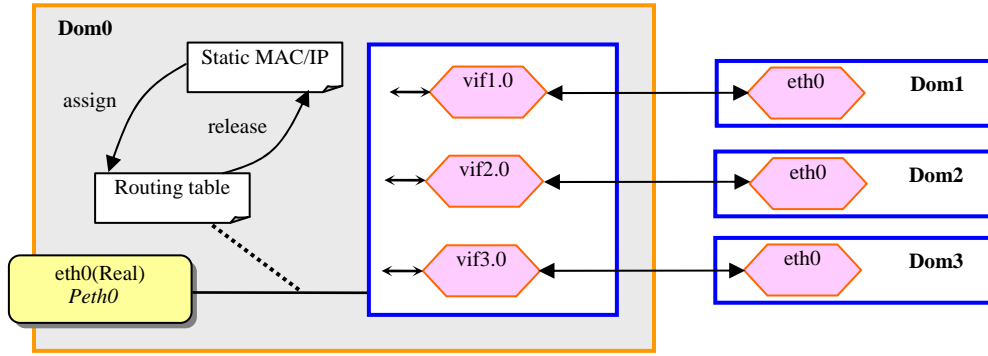 Dom0
Static MAC/IP
assign
release
Routing table
eth0(Real)
Peth0
vif1.0
vif2.0
vif3.0
eth0
Dom1
eth0
Dom2
eth0
Dom3